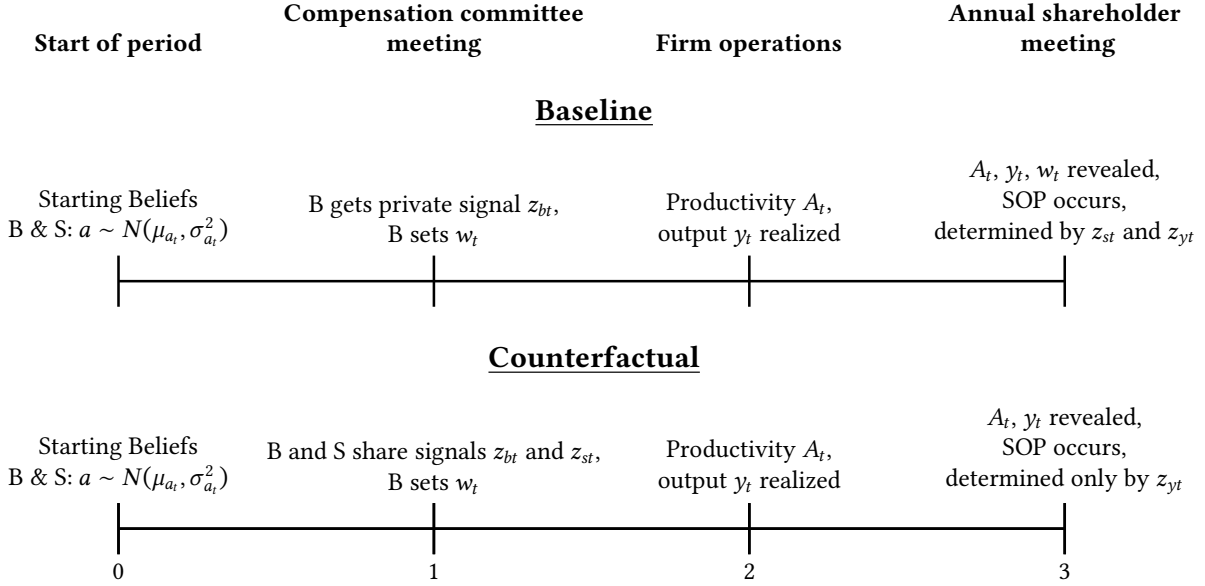 Start of period
Compensation committee
meeting
Firm operations
Annual shareholder
meeting
Baseline
Starting Beliefs
B & S: a ∼ N(μ_{a_t}, σ²_{a_t})
B gets private signal z_{bt},
B sets w_t
Productivity A_t,
output y_t realized
A_t, y_t, w_t revealed,
SOP occurs,
determined by z_{st} and z_{yt}
Counterfactual
Starting Beliefs
B & S: a ∼ N(μ_{a_t}, σ²_{a_t})
B and S share signals z_{bt} and z_{st},
B sets w_t
Productivity A_t,
output y_t realized
A_t, y_t revealed,
SOP occurs,
determined only by z_{yt}
0
1
2
3